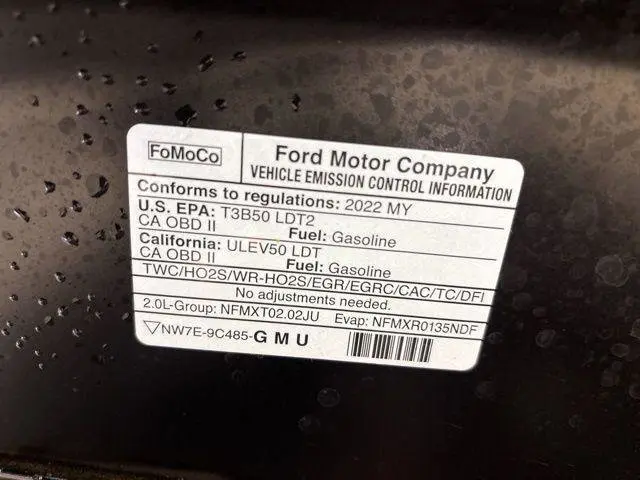 FoMoCo
Ford Motor Company
VEHICLE EMISSION CONTROL INFORMATION
Conforms to regulations: 2022 MY
U.S. EPA: T3B50 LDT2
CA OBD II Fuel: Gasoline
California: ULEV50 LDT
CA OBD II Fuel: Gasoline
TWC/HO2S/WR-HO2S/EGR/EGRC/CAC/TC/DFI
No adjustments needed.
2.0L-Group: NFMXT02.02JU Evap: NFMXR0135NDF
▽NW7E-9C485-GMU